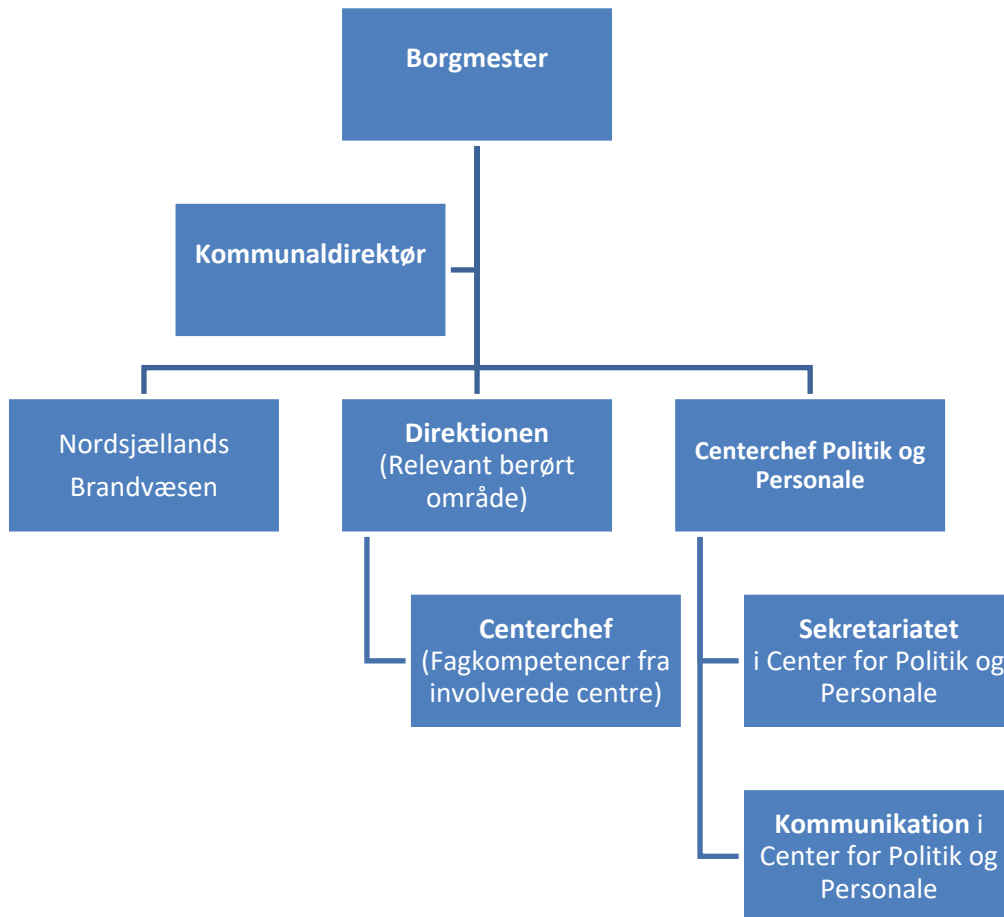 Borgmester
Kommunaldirektør
Nordsjællands
Brandvæsen
Direktionen
(Relevant berørt
område)
Centerchef Politik og
Personale
Centerchef
(Fagkompetencer fra
involverede centre)
Sekretariatet
i Center for Politik og
Personale
Kommunikation i
Center for Politik og
Personale